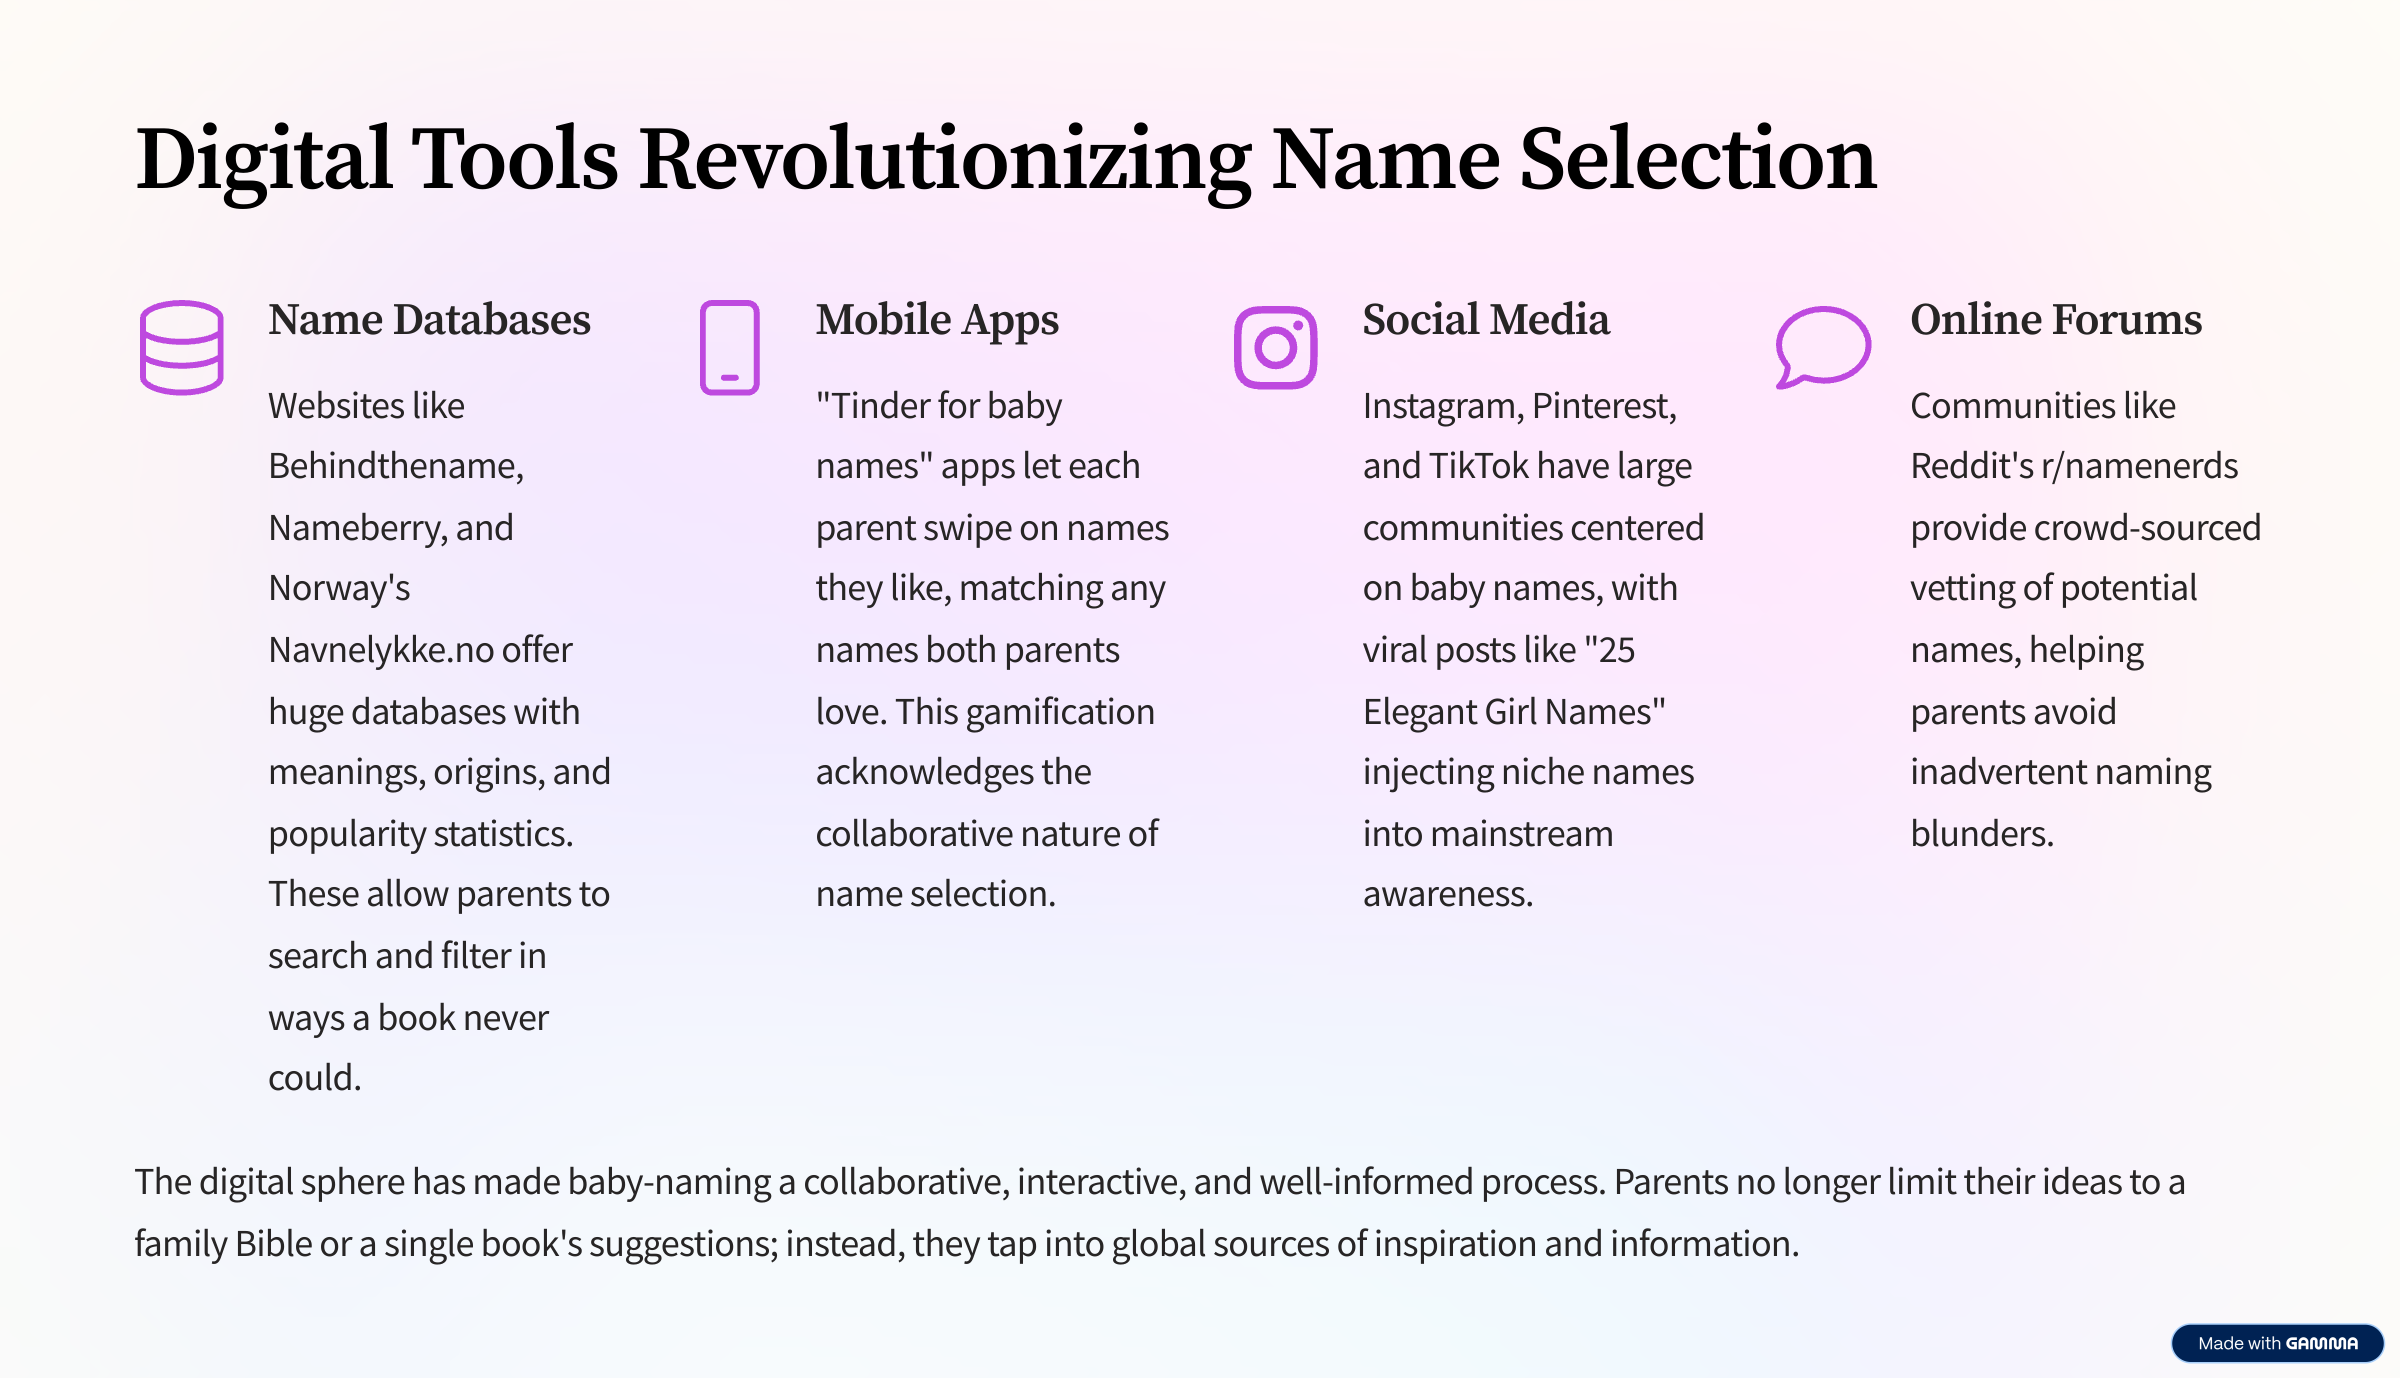 Digital Tools Revolutionizing Name Selection
Name Databases
Websites like
Behindthename,
Nameberry, and
Norway's
Navnelykke.no offer
huge databases with
meanings, origins, and
popularity statistics.
These allow parents to
search and filter in
ways a book never
could.
Mobile Apps
"Tinder for baby
names" apps let each
parent swipe on names
they like, matching any
names both parents
love. This gamification
acknowledges the
collaborative nature of
name selection.
Social Media
Instagram, Pinterest,
and TikTok have large
communities centered
on baby names, with
viral posts like "25
Elegant Girl Names"
injecting niche names
into mainstream
awareness.
Online Forums
Communities like
Reddit's r/namenerds
provide crowd-sourced
vetting of potential
names, helping
parents avoid
inadvertent naming
blunders.
The digital sphere has made baby-naming a collaborative, interactive, and well-informed process. Parents no longer limit their ideas to a
family Bible or a single book's suggestions; instead, they tap into global sources of inspiration and information.
Made with GAMMA